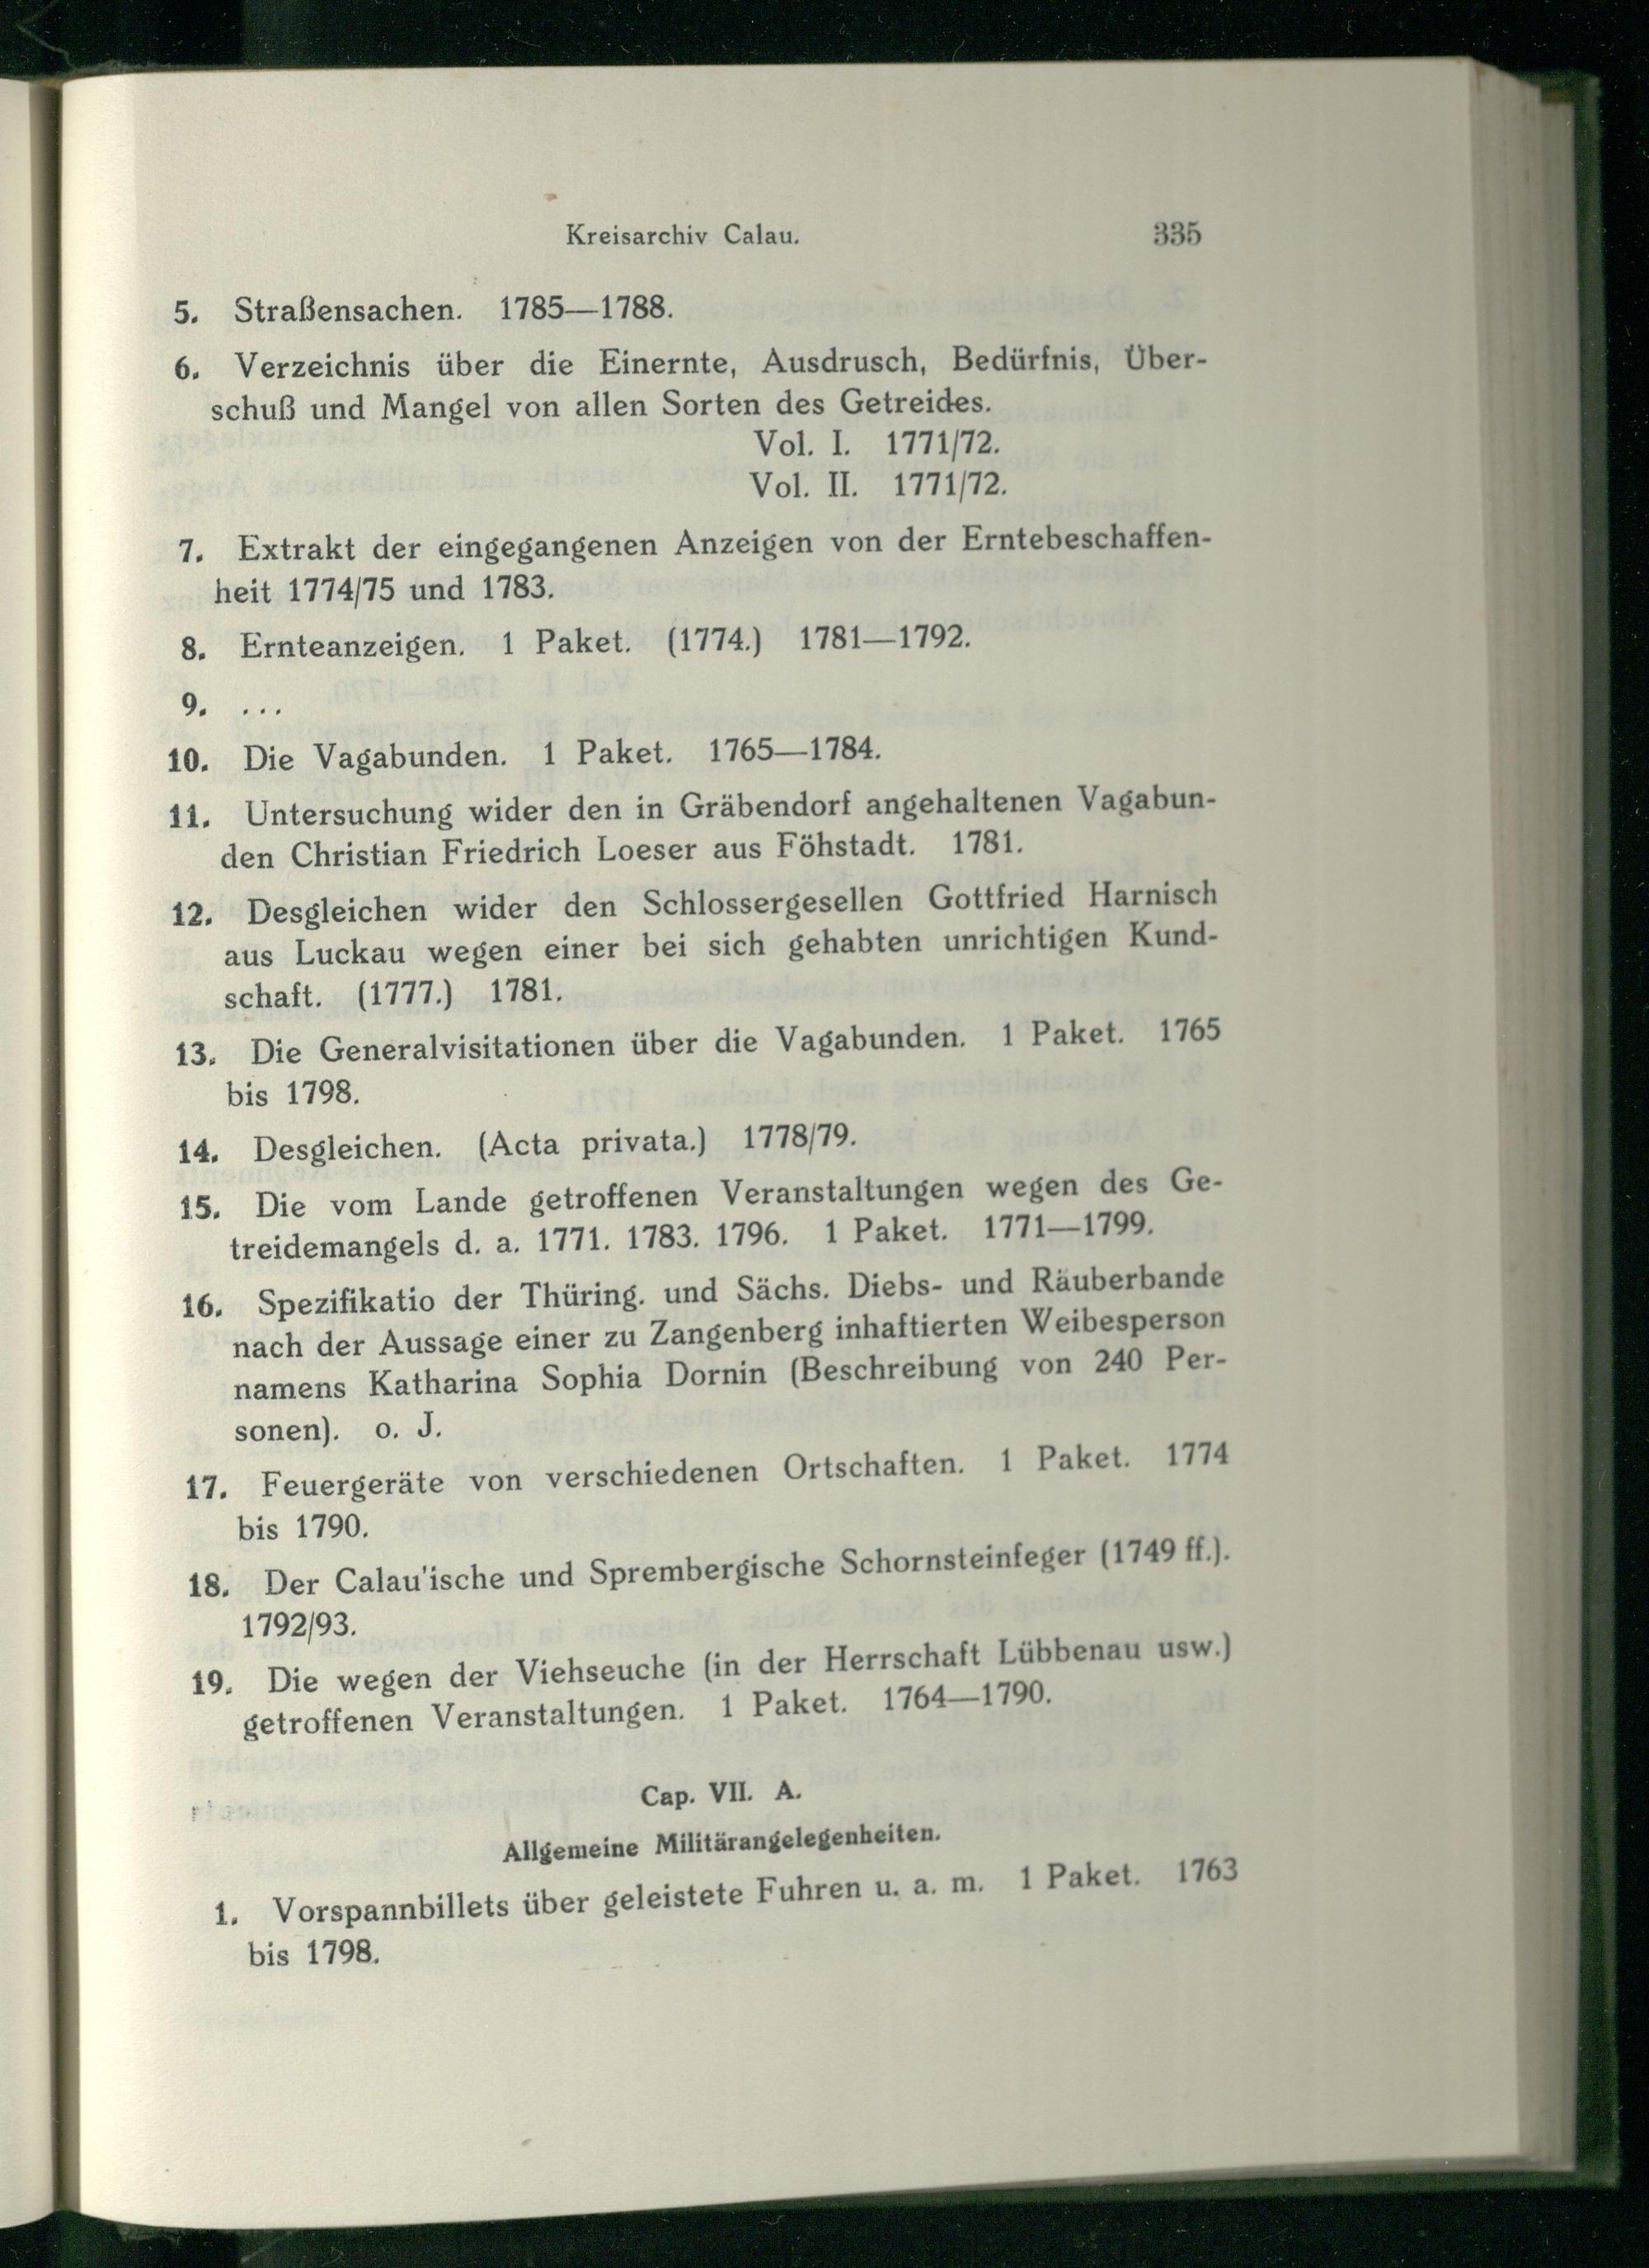 Kreisarchiv Calau. 335
5. Straßensachen. 1785—1788.
6. Verzeichnis über die Einernte, Ausdrusch, Bedürfnis, Über-
schuß und Mangel von allen Sorten des Getreides.
Vol. I. 1771/72.
Vol. II. 1771/72.
7. Extrakt der eingegangenen Anzeigen von der Erntebeschaffen-
heit 1774/75 und 1783.
8. Ernteanzeigen. 1 Paket. (1774.) 1781—1792.
9. ...
10. Die Vagabunden. 1 Paket. 1765—1784.
11. Untersuchung wider den in Gräbendorf angehaltenen Vagabun-
den Christian Friedrich Loeser aus Föhstadt. 1781.
12. Desgleichen wider den Schlossergesellen Gottfried Harnisch
aus Luckau wegen einer bei sich gehabten unrichtigen Kund-
schaft. (1777.) 1781.
13. Die Generalvisitationen über die Vagabunden. 1 Paket. 1765
bis 1798.
14. Desgleichen. (Acta privata.) 1778/79.
15. Die vom Lande getroffenen Veranstaltungen wegen des Ge-
treidemangels d. a. 1771. 1783. 1796. 1 Paket. 1771—1799.
16. Spezifikatio der Thüring. und Sächs. Diebs- und Räuberbande
nach der Aussage einer zu Zangenberg inhaftierten Weibesperson
namens Katharina Sophia Dornin (Beschreibung von 240 Per-
sonen). o. J.
17. Feuergeräte von verschiedenen Ortschaften. 1 Paket. 1774
bis 1790.
18. Der Calau'ische und Sprembergische Schornsteinfeger (1749 ff.).
1792/93.
19. Die wegen der Viehseuche (in der Herrschaft Lübbenau usw.)
getroffenen Veranstaltungen. 1 Paket. 1764—1790.
Cap. VII. A.
Allgemeine Militärangelegenheiten.
1. Vorspannbillets über geleistete Fuhren u. a. m. 1 Paket. 1763
bis 1798.